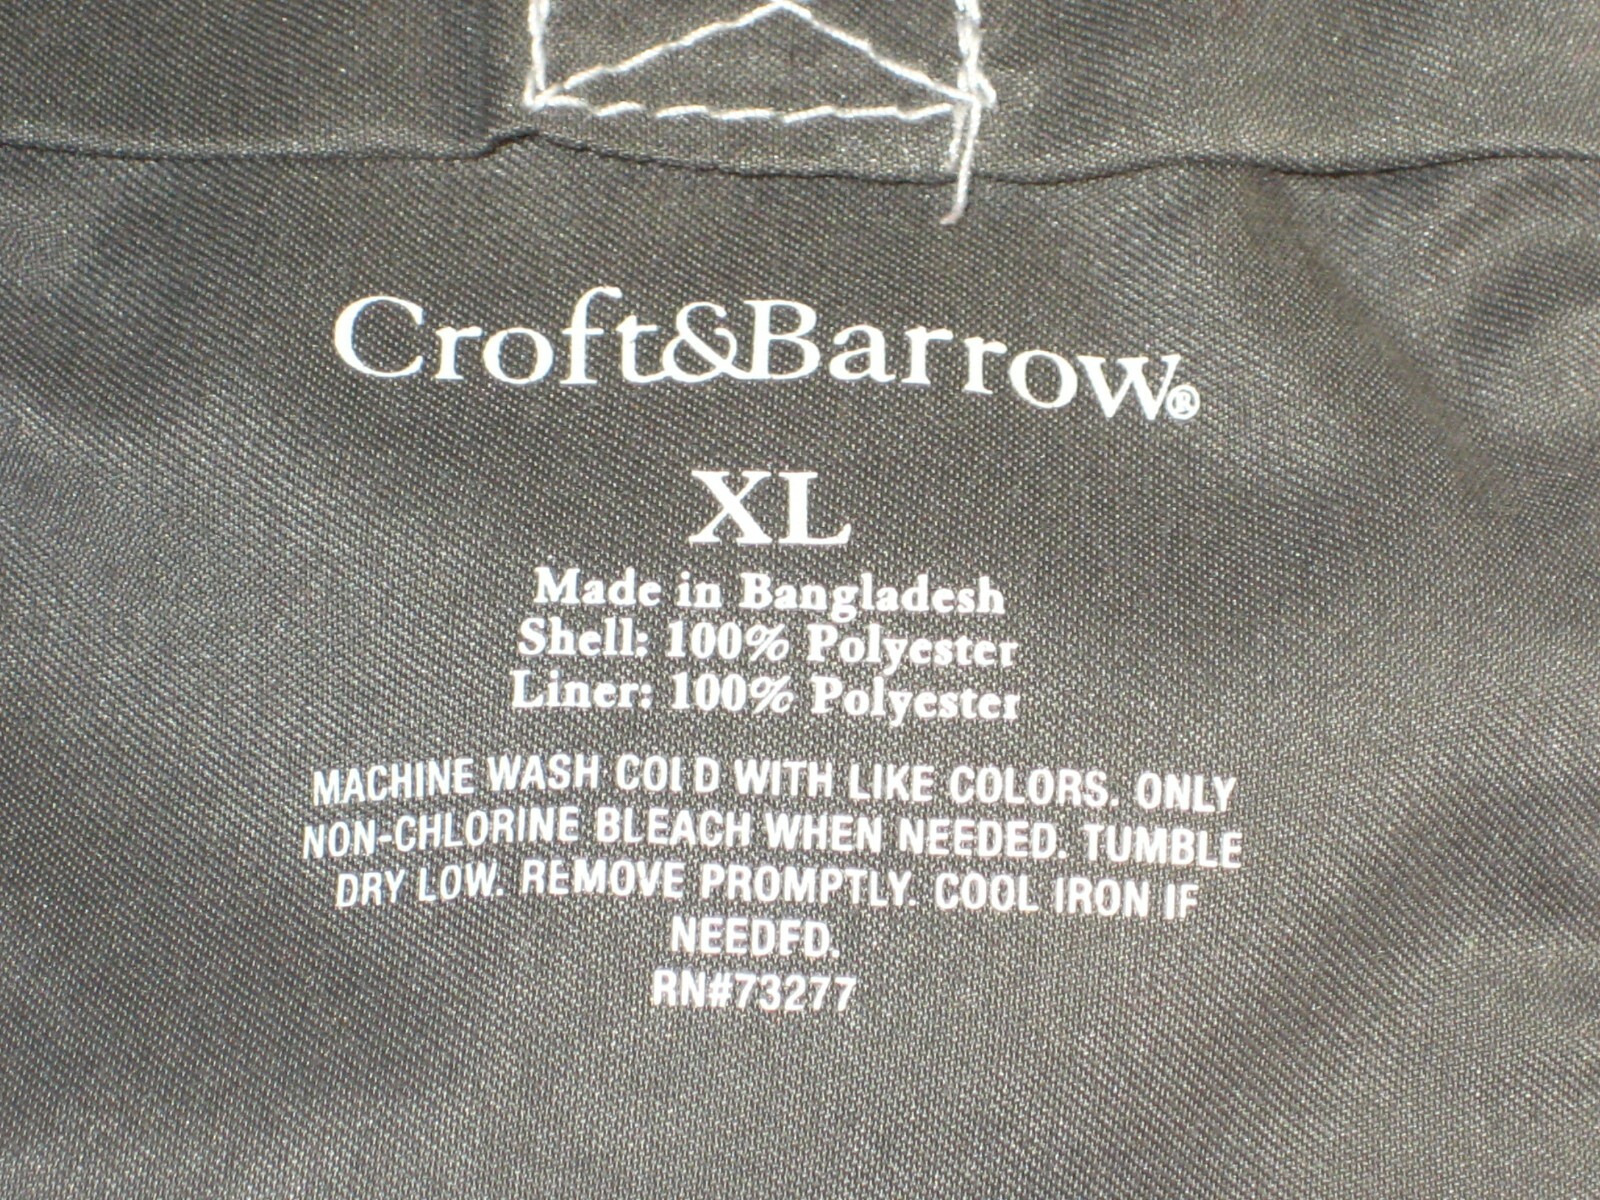 Croft&Barrow®
XL
Made in Bangladesh
Shell: 100% Polyester
Liner: 100% Polyester
MACHINE WASH COLD WITH LIKE COLORS. ONLY
NON-CHLORINE BLEACH WHEN NEEDED. TUMBLE
DRY LOW. REMOVE PROMPTLY. COOL IRON IF
NEEDED.
RN#73277